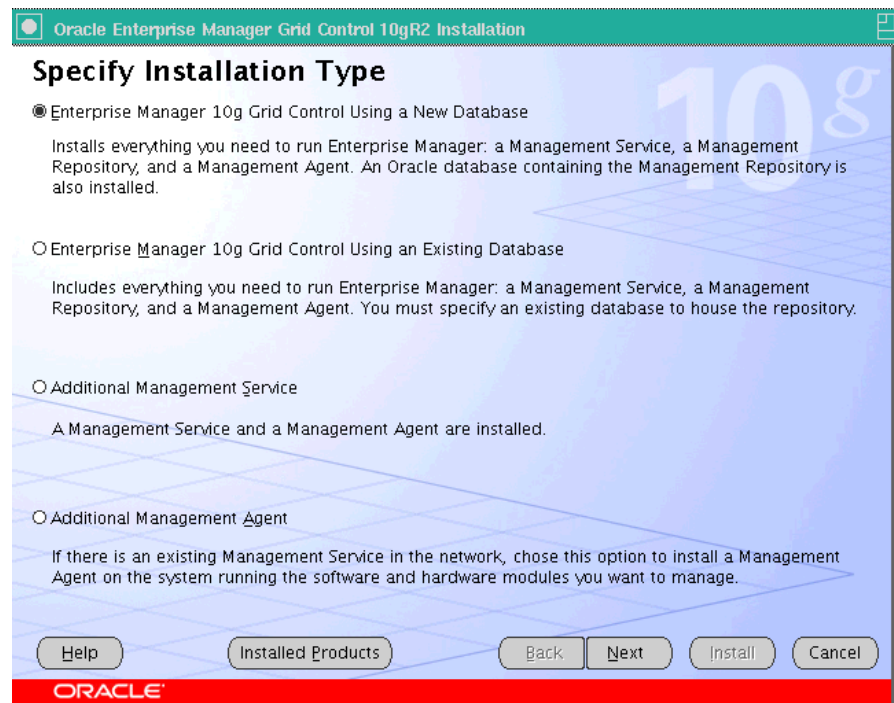 Oracle Enterprise Manager Grid Control 10gR2 Installation
Specify Installation Type
10g
Enterprise Manager 10g Grid Control Using a New Database
Installs everything you need to run Enterprise Manager: a Management Service, a Management
Repository, and a Management Agent. An Oracle database containing the Management Repository is
also installed.
Enterprise Manager 10g Grid Control Using an Existing Database
Includes everything you need to run Enterprise Manager: a Management Service, a Management
Repository, and a Management Agent. You must specify an existing database to house the repository.
Additional Management Service
A Management Service and a Management Agent are installed.
Additional Management Agent
If there is an existing Management Service in the network, chose this option to install a Management
Agent on the system running the software and hardware modules you want to manage.
Help Installed Products Back Next Install Cancel
ORACLE